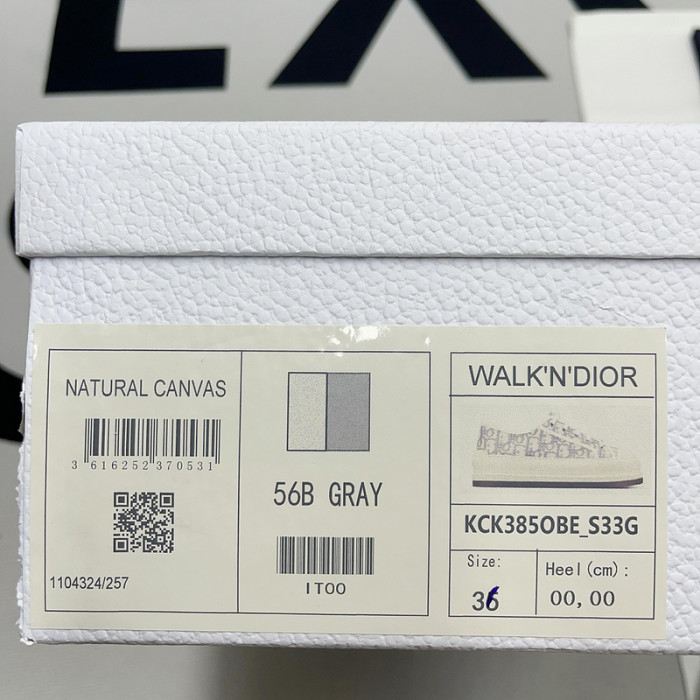 NATURAL CANVAS
3 616252 370531
1104324/257
56B GRAY
IT00
WALK'N'DIOR
KCK385OBE_S33G
Size:
36
Heel(cm):
00,00